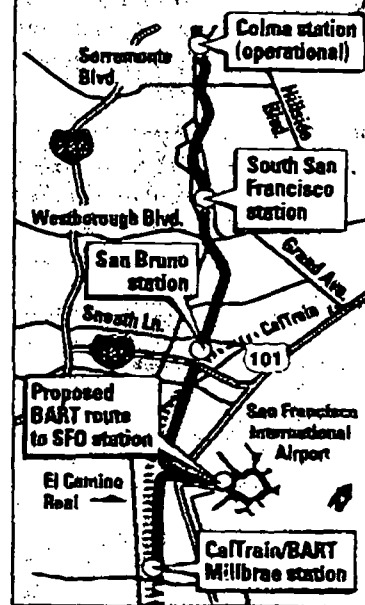 Colma station
(operational)
Serramonte
Blvd.
Hillside
Blvd.
South San
Francisco
station
Westborough Blvd.
Grand Ave.
San Bruno
station
CalTrain
Sneath Ln.
101
Proposed
BART route
to SFO station
San Francisco
International
Airport
El Camino
Real
CalTrain/BART
Millbrae station